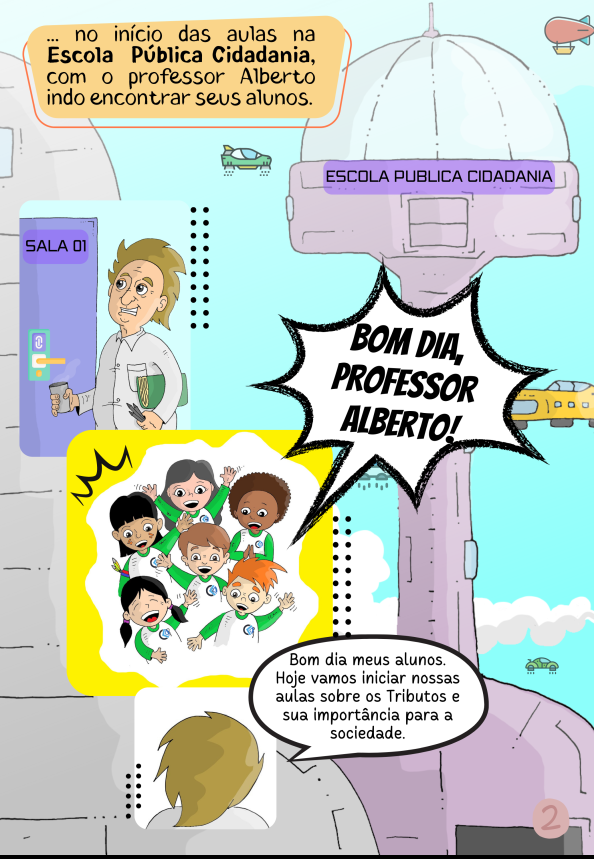 ... no início das aulas na
Escola Pública Cidadania,
com o professor Alberto
indo encontrar seus alunos.
ESCOLA PUBLICA CIDADANIA
SALA 01
BOM DIA,
PROFESSOR
ALBERTO!
Bom dia meus alunos.
Hoje vamos iniciar nossas
aulas sobre os Tributos e
sua importância para a
sociedade.
2